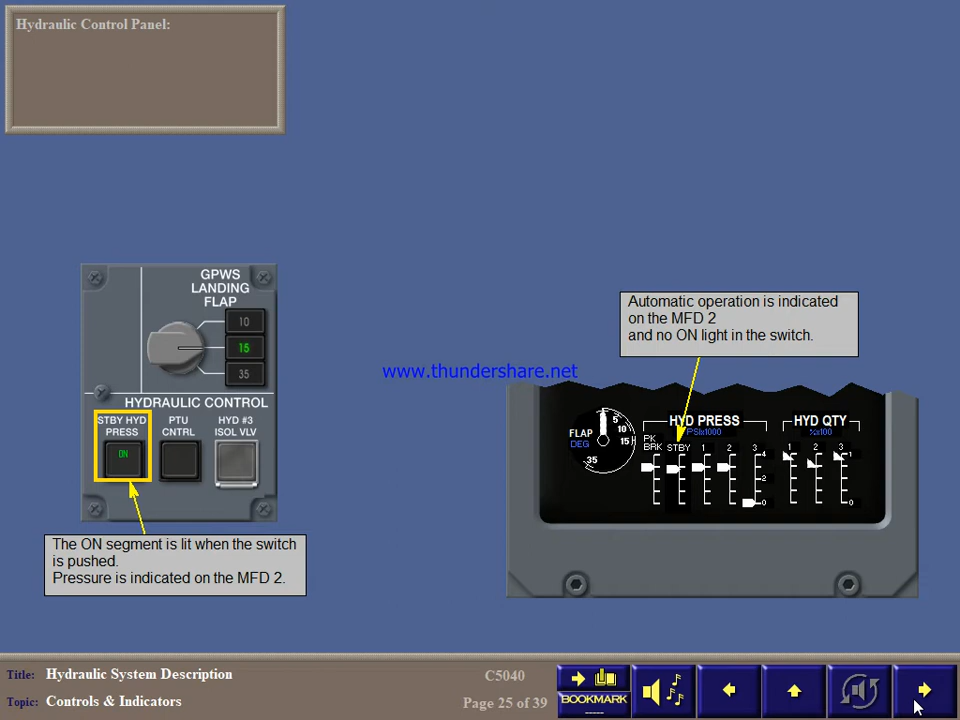 Hydraulic Control Panel:
GPWS
LANDING
FLAP
10
15
35
HYDRAULIC CONTROL
STBY HYD
PRESS
PTU
CNTRL
HYD #3
ISOL VLV
ON
The ON segment is lit when the switch
is pushed.
Pressure is indicated on the MFD 2.
www.thundershare.net
Automatic operation is indicated
on the MFD 2
and no ON light in the switch.
FLAP
DEG
0
5
10
15
35
HYD PRESS
PSIx1000
PK
BRK
STBY
1
2
3
4
2
0
HYD QTY
%x100
1
2
3
1
0
Title: Hydraulic System Description
Topic: Controls & Indicators
C5040
Page 25 of 39
BOOKMARK